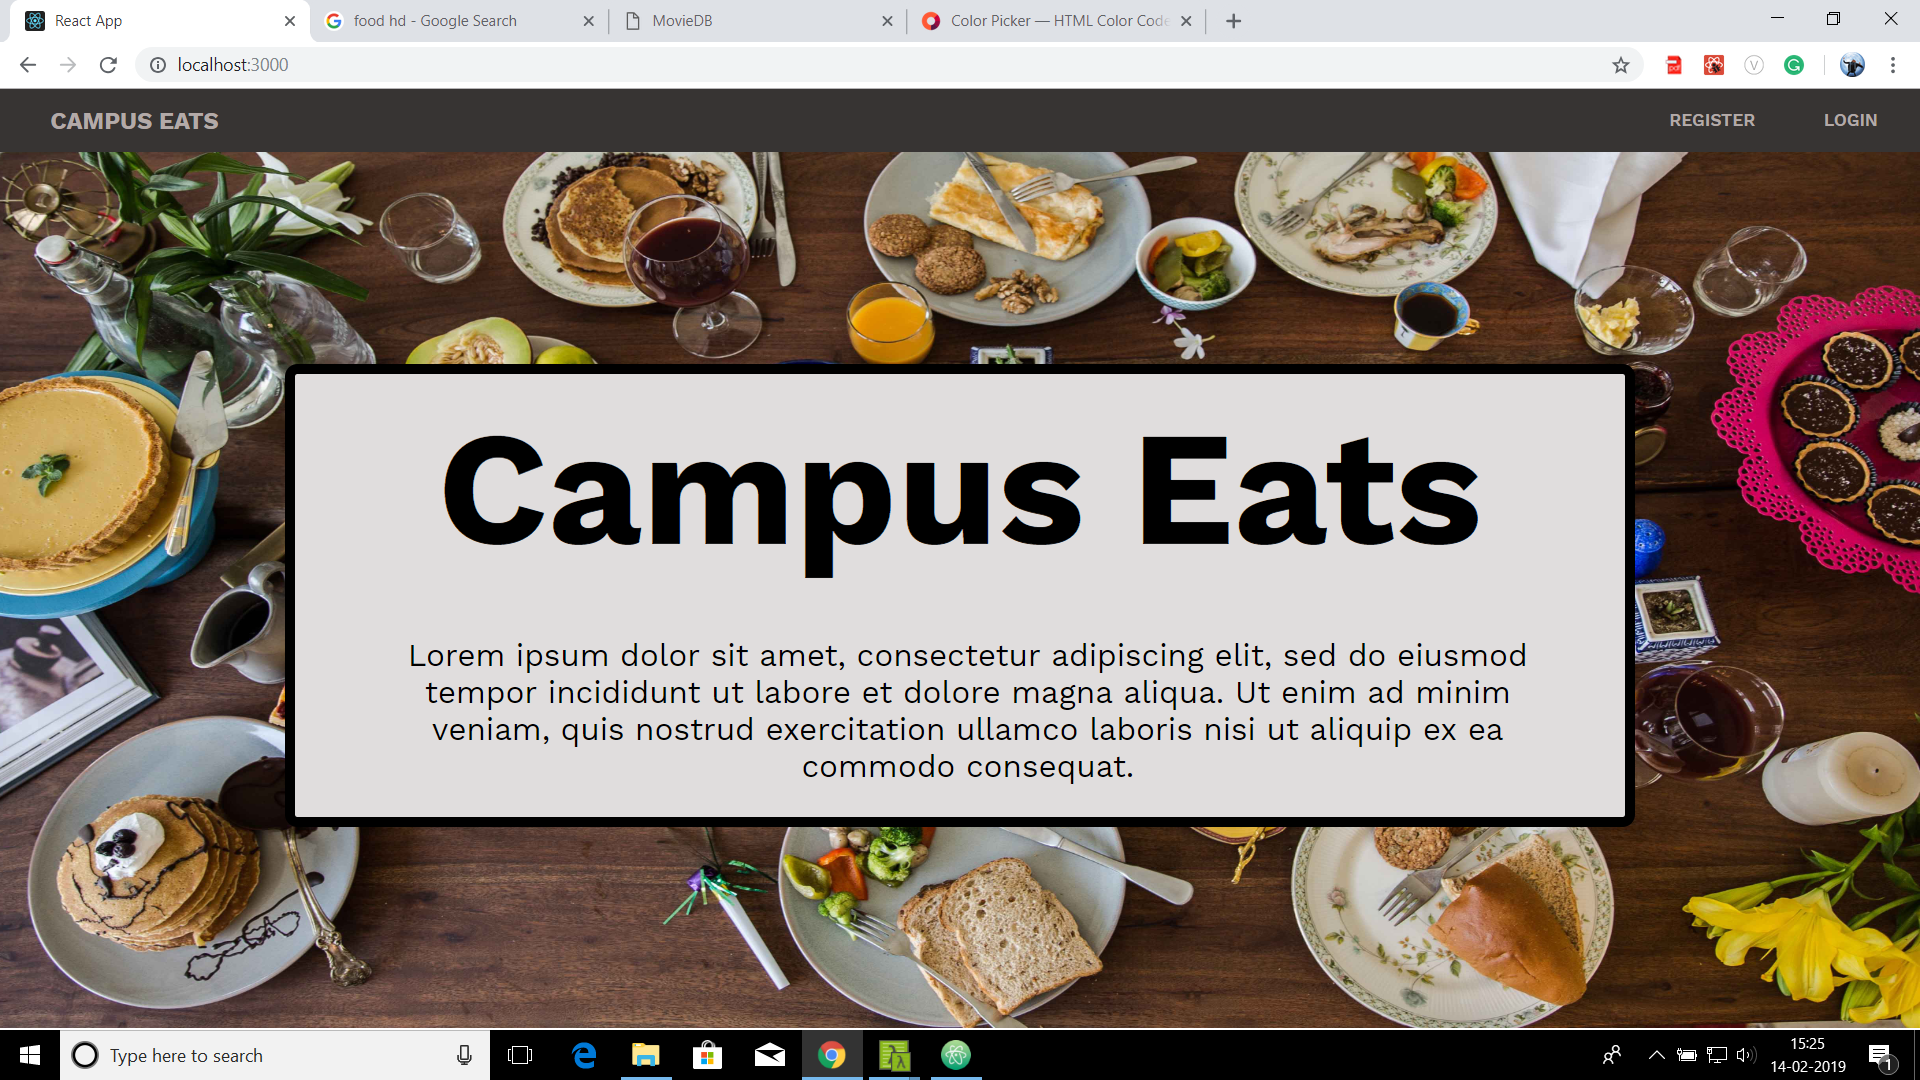 React App
food hd - Google Search
MovieDB
Color Picker — HTML Color Code
localhost:3000
CAMPUS EATS
REGISTER
LOGIN
Campus Eats
Lorem ipsum dolor sit amet, consectetur adipiscing elit, sed do eiusmod
tempor incididunt ut labore et dolore magna aliqua. Ut enim ad minim
veniam, quis nostrud exercitation ullamco laboris nisi ut aliquip ex ea
commodo consequat.
Type here to search
15:25
14-02-2019
1